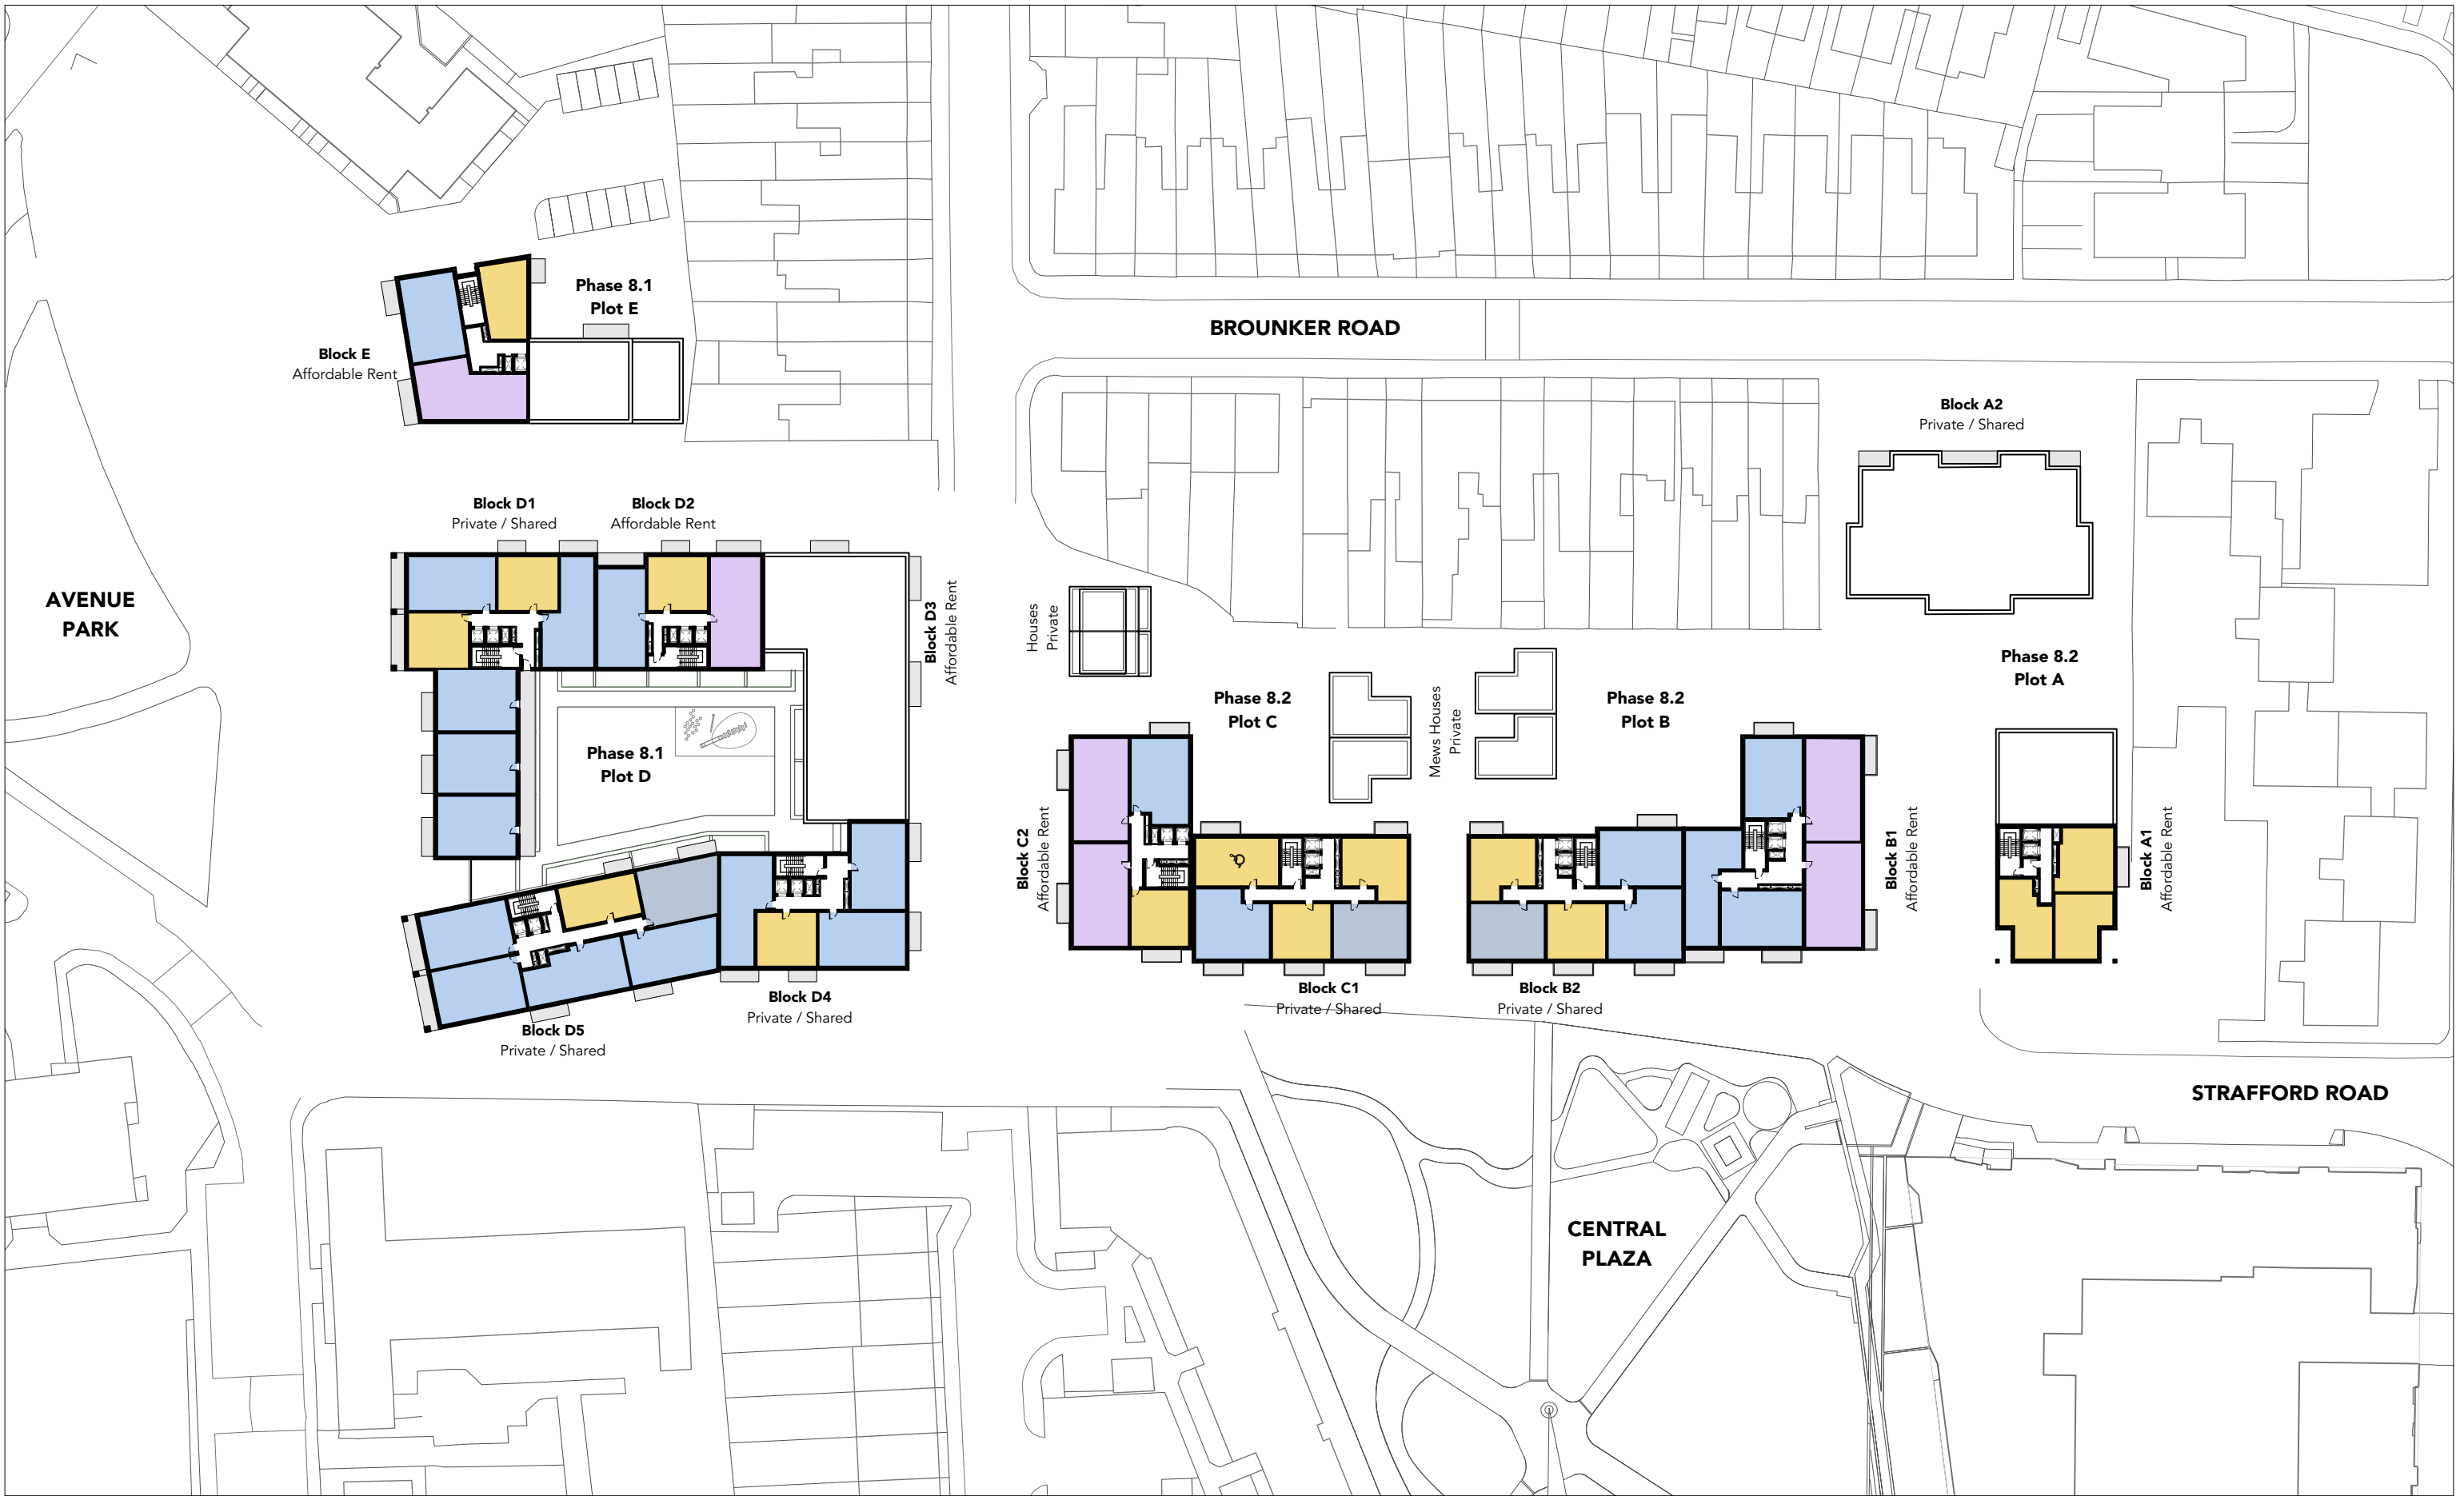 Phase 8.1
Plot E
BROUNKER ROAD
Block E
Affordable Rent
Block A2
Private / Shared
Block D1
Private / Shared
Block D2
Affordable Rent
AVENUE
PARK
Block D3
Affordable Rent
Houses
Private
Phase 8.2
Plot A
Phase 8.2
Plot C
Mews Houses
Private
Phase 8.2
Plot B
Phase 8.1
Plot D
Block C2
Affordable Rent
Block B1
Affordable Rent
Block A1
Affordable Rent
Block D4
Private / Shared
Block C1
Private / Shared
Block B2
Private / Shared
Block D5
Private / Shared
STRAFFORD ROAD
CENTRAL
PLAZA